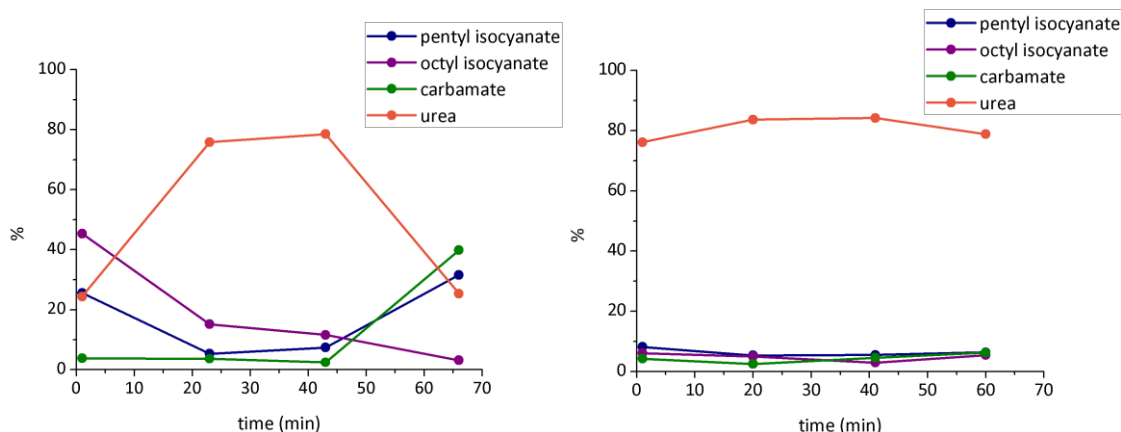 pentyl isocyanate
octyl isocyanate
carbamate
urea
100
80
60
40
20
0
%
0 10 20 30 40 50 60 70
time (min)
pentyl isocyanate
octyl isocyanate
carbamate
urea
100
80
60
40
20
0
%
0 10 20 30 40 50 60 70
time (min)